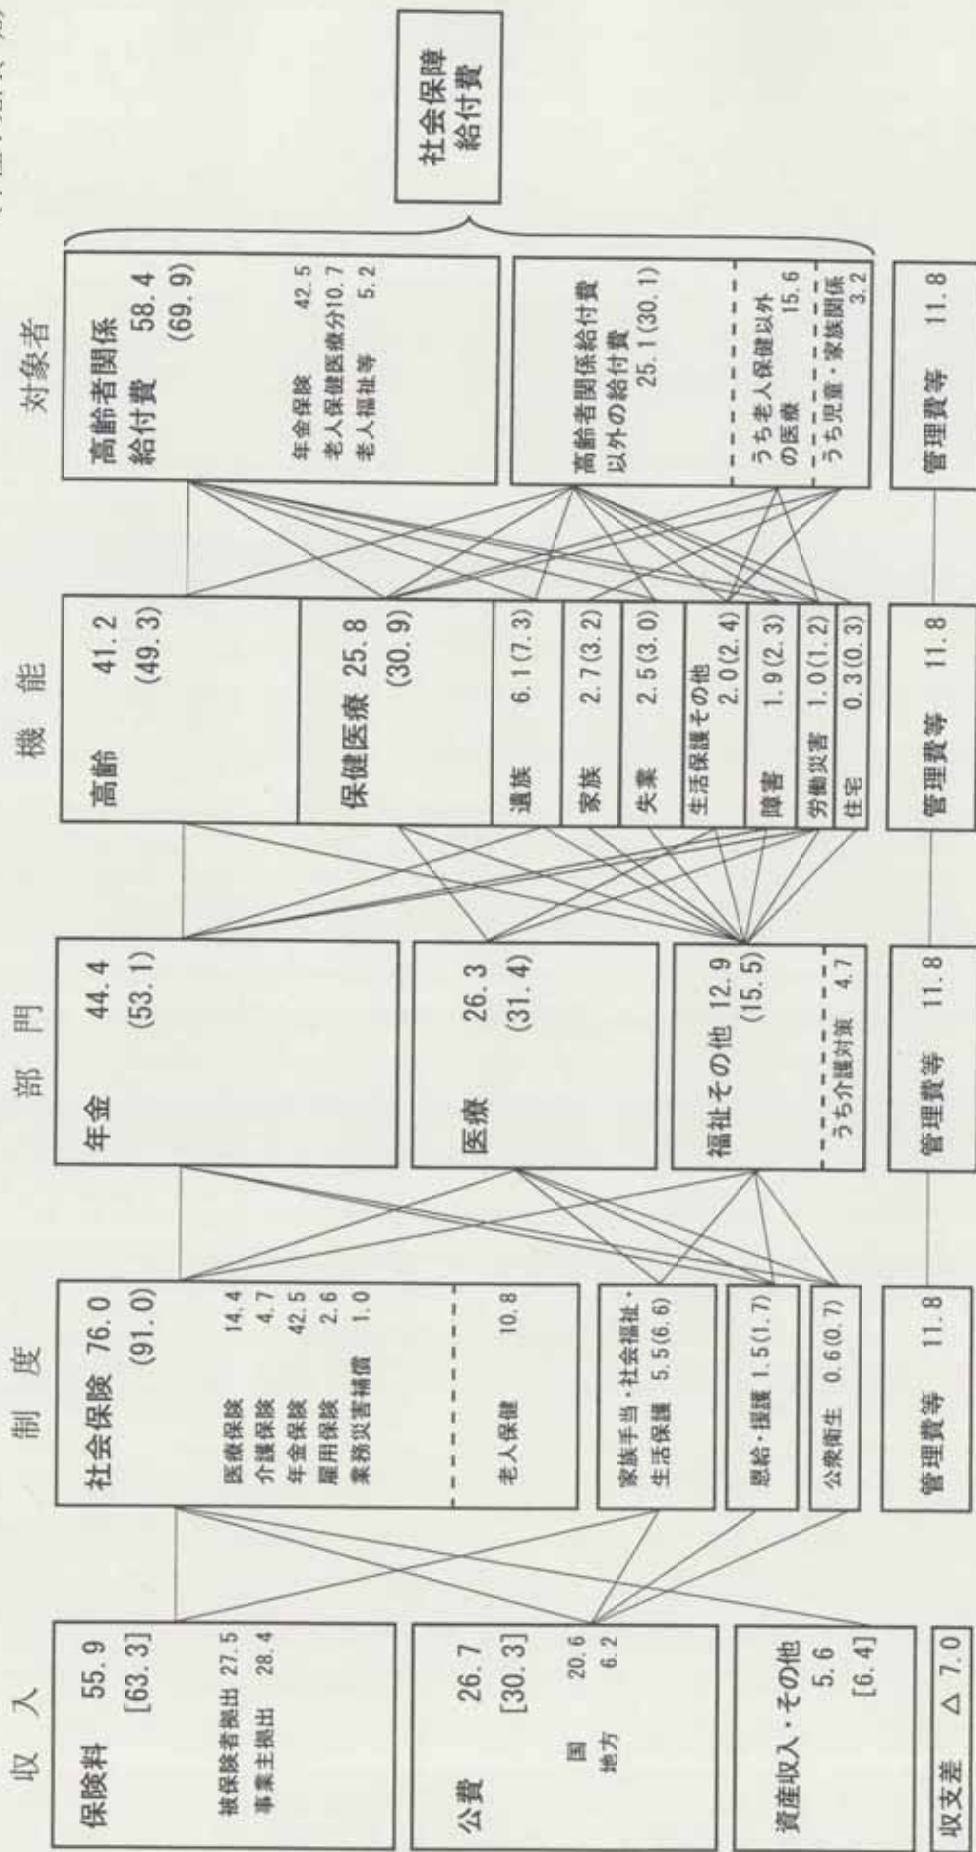 収入
保険料 55.9
[63.3]
被保険者拠出 27.5
事業主拠出 28.4
公費 26.7
[30.3]
国 20.6
地方 6.2
資産収入・その他
5.6
[6.4]
収支差 △ 7.0
制度
社会保険 76.0
(91.0)
医療保険 14.4
介護保険 4.7
年金保険 42.5
雇用保険 2.6
業務災害補償 1.0
老人保健 10.8
家族手当・社会福祉・
生活保護 5.5(6.6)
恩給・援護 1.5(1.7)
公衆衛生 0.6(0.7)
管理費等 11.8
部門
年金 44.4
(53.1)
医療 26.3
(31.4)
福祉その他 12.9
(15.5)
うち介護対策 4.7
管理費等 11.8
機能
高齢 41.2
(49.3)
保健医療 25.8
(30.9)
遺族 6.1(7.3)
家族 2.7(3.2)
失業 2.5(3.0)
生活保護その他
2.0(2.4)
障害 1.9(2.3)
労働災害 1.0(1.2)
住宅 0.3(0.3)
管理費等 11.8
対象者
高齢者関係
給付費 58.4
(69.9)
年金保険 42.5
老人保健医療分10.7
老人福祉等 5.2
高齢者関係給付費
以外の給付費
25.1(30.1)
うち老人保健以外
の医療 15.6
うち児童・家族関係
3.2
管理費等 11.8
社会保障
給付費